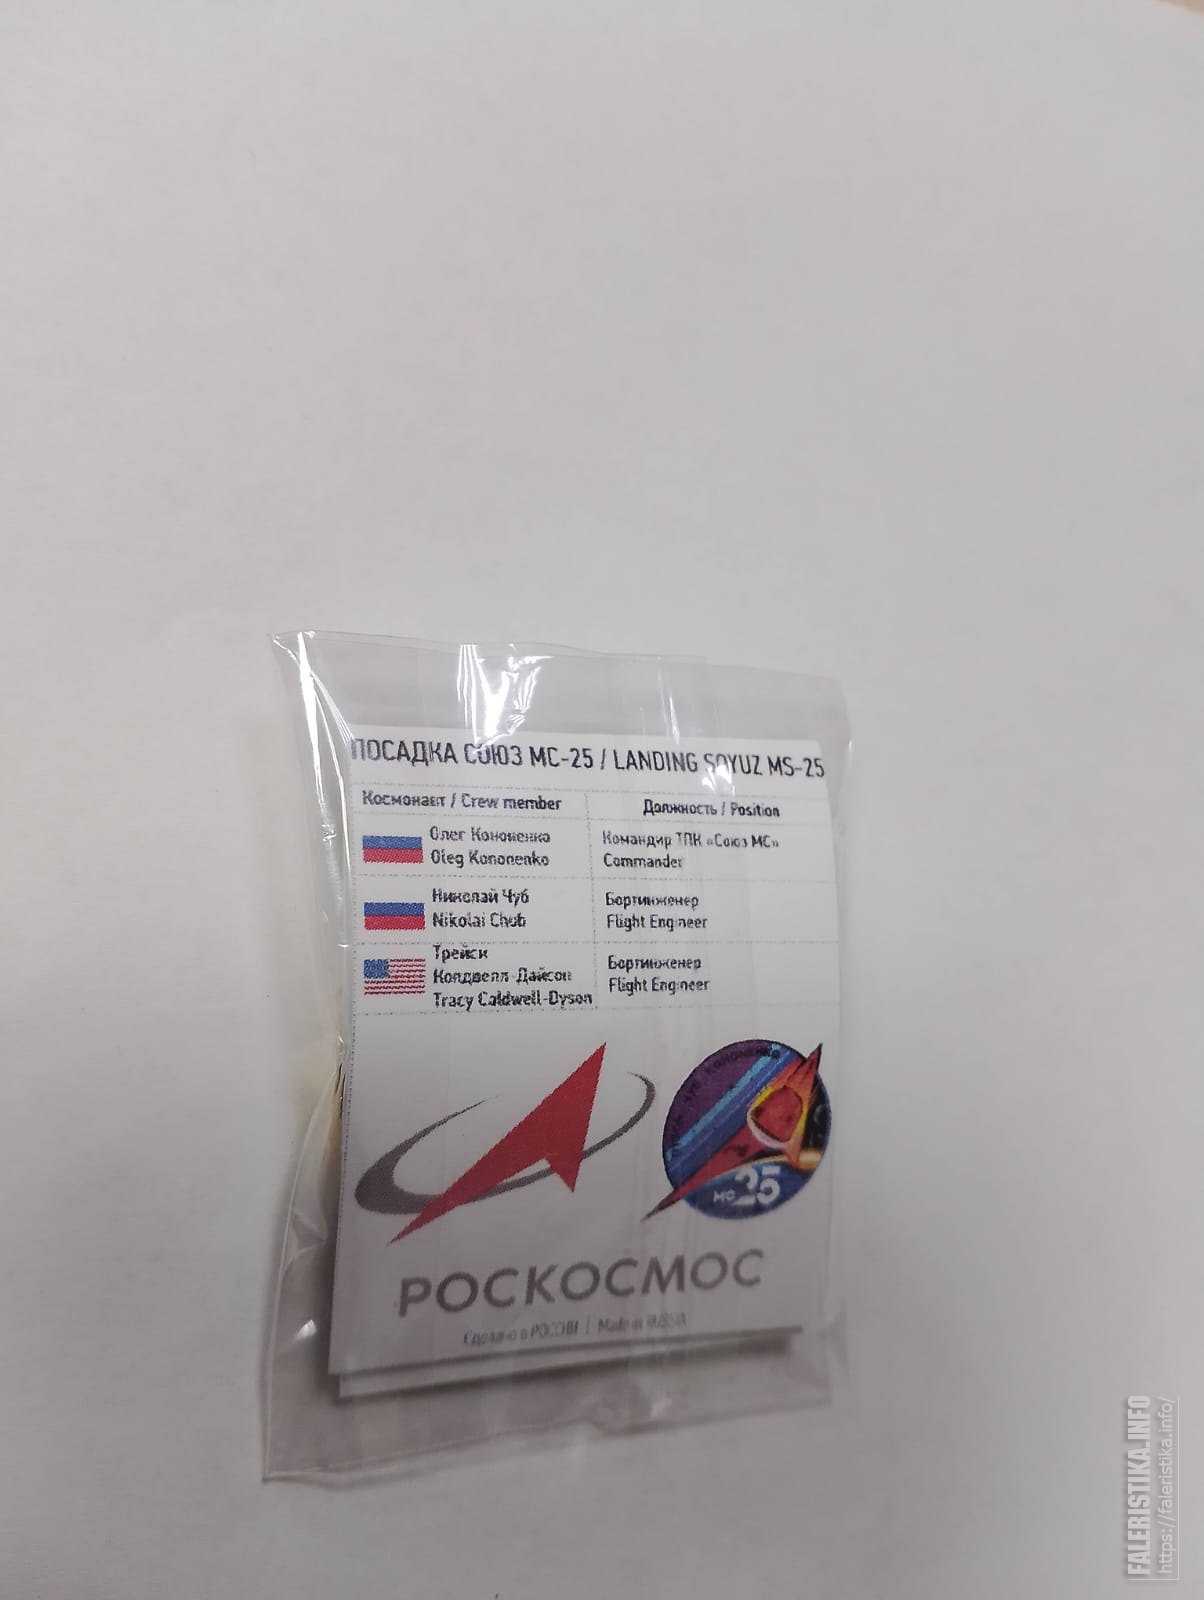 ПОСАДКА СОЮЗ МС-25 / LANDING SOYUZ MS-25
Космонавт / Crew member
Должность / Position
Олег Кононенко
Oleg Kononenko
Командир ТПК «Союз МС»
Commander
Николай Чуб
Nikolai Chub
Бортинженер
Flight Engineer
Трейси
Колдвелл-Дайсон
Tracy Caldwell-Dyson
Бортинженер
Flight Engineer
ЧУБ КОНОНЕНКО
МС 25
РОСКОСМОС
Сделано в РОССИИ | Made in RUSSIA
FALERISTIKA.INFO
https://faleristika.info/